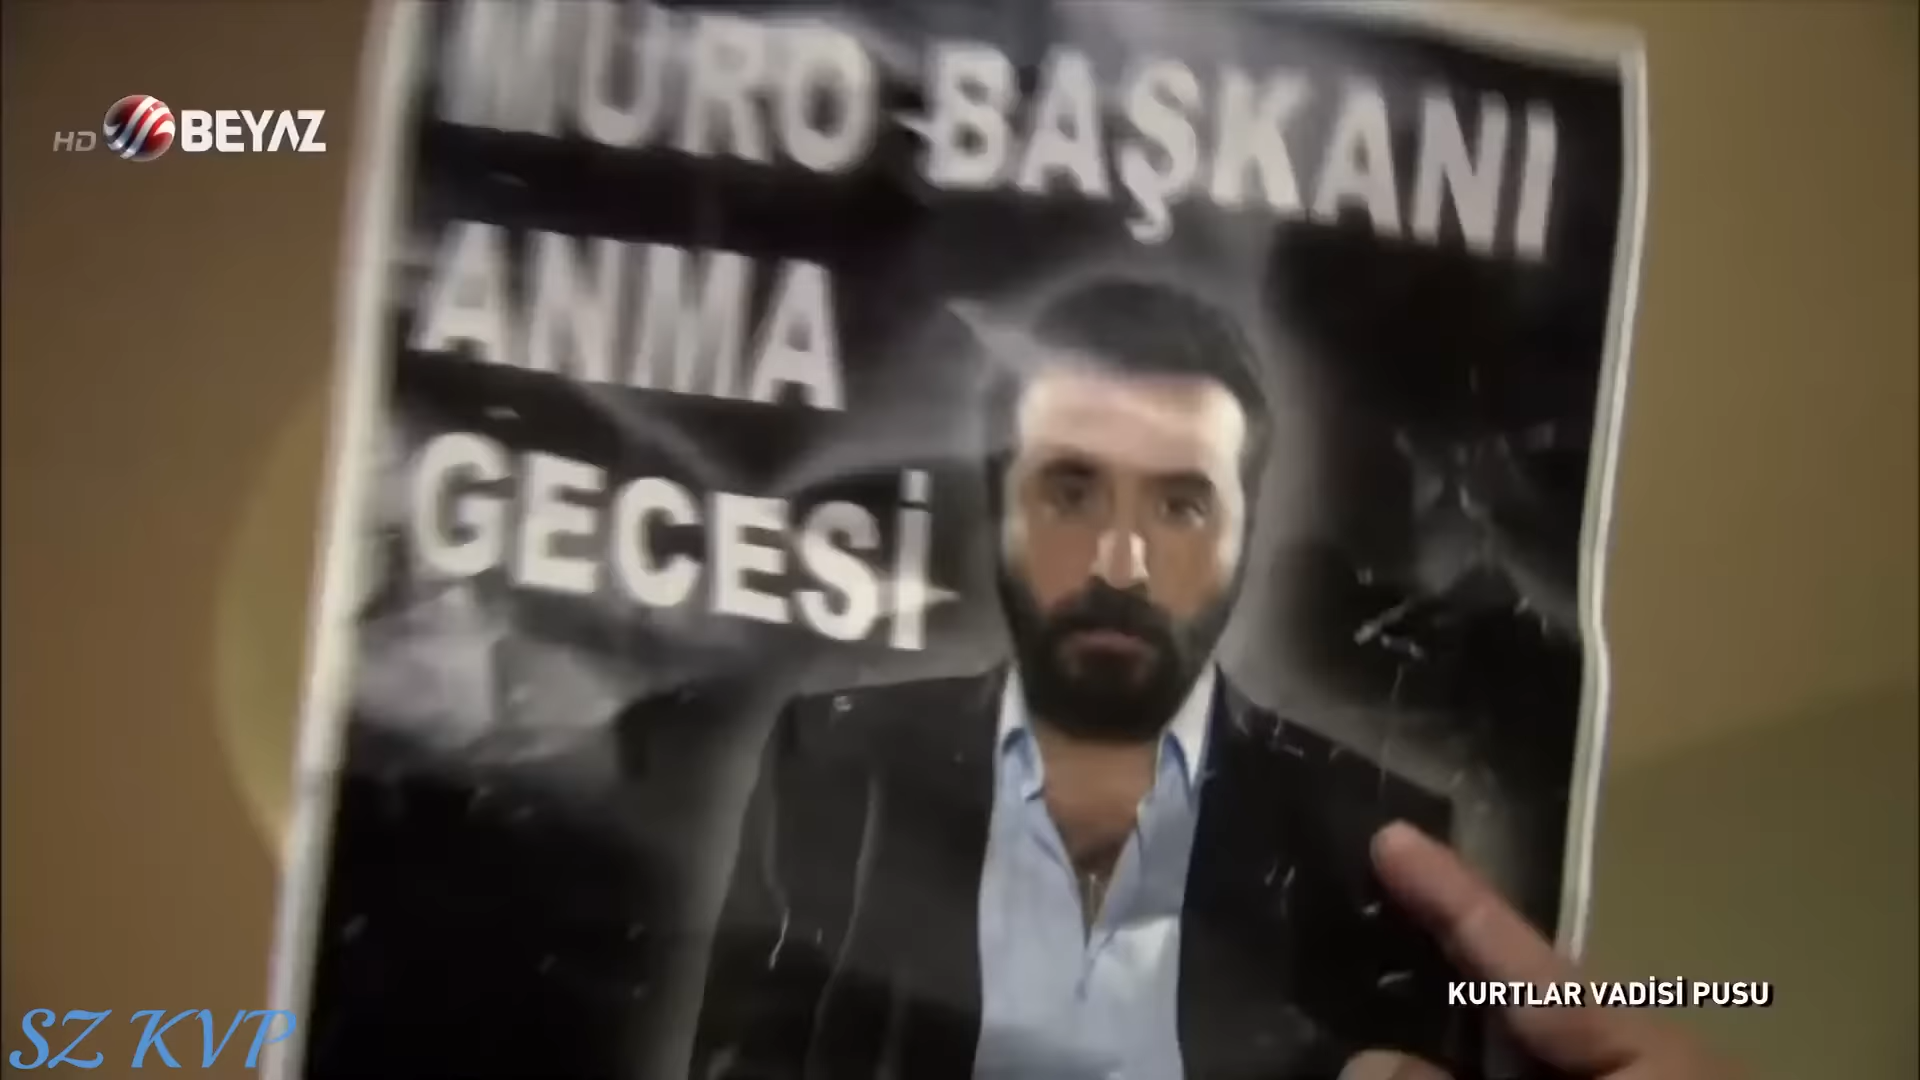 MURO BAŞKANI
ANMA
GECESİ
HD BEYAZ
KURTLAR VADİSİ PUSU
SZ KVP